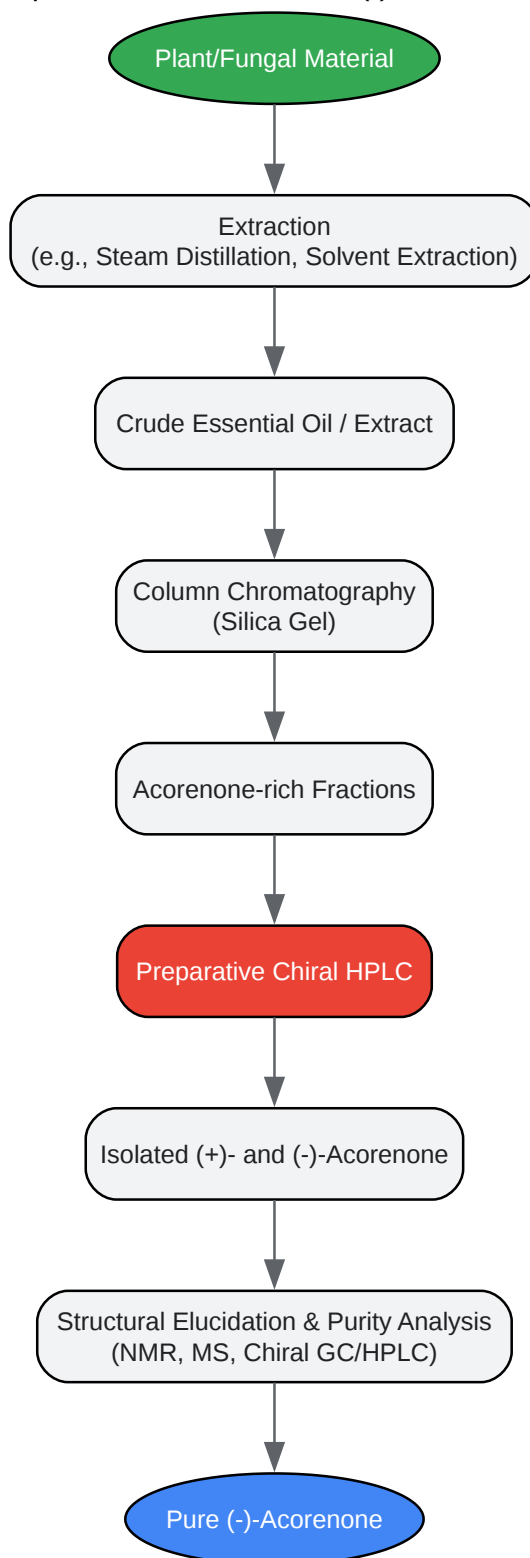 Plant/Fungal Material
Extraction
(e.g., Steam Distillation, Solvent Extraction)
Crude Essential Oil / Extract
Column Chromatography
(Silica Gel)
Acorenone-rich Fractions
Preparative Chiral HPLC
Isolated (+)- and (-)-Acorenone
Structural Elucidation & Purity Analysis
(NMR, MS, Chiral GC/HPLC)
Pure (-)-Acorenone